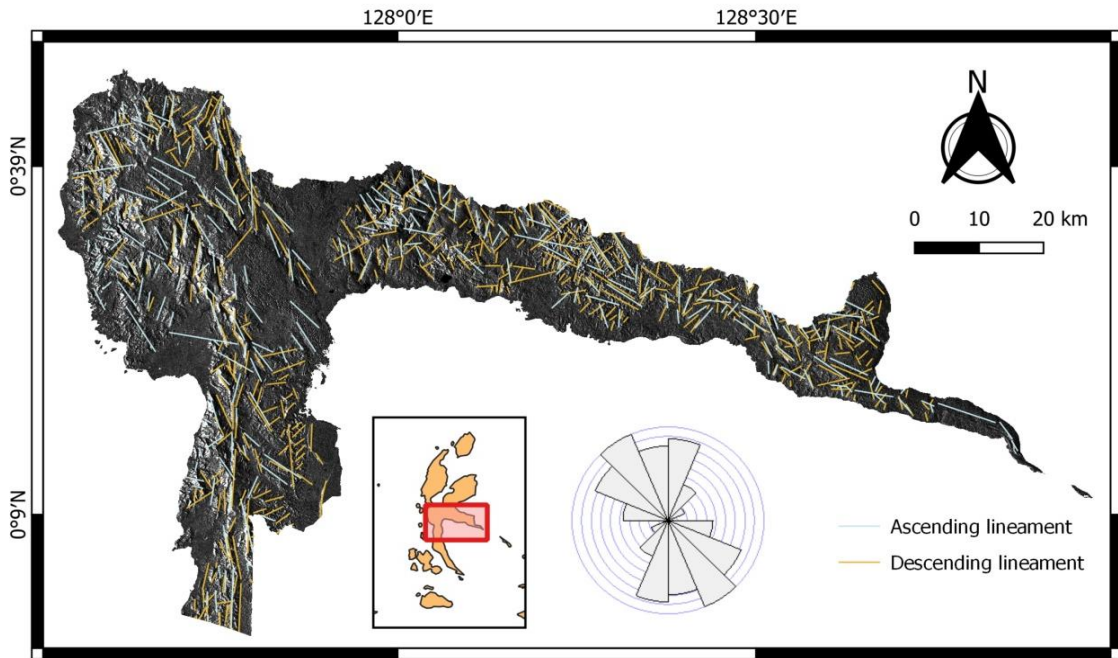 128°0′E 128°30′E
0°39′N
N
0 10 20 km
0°9′N
Ascending lineament
Descending lineament